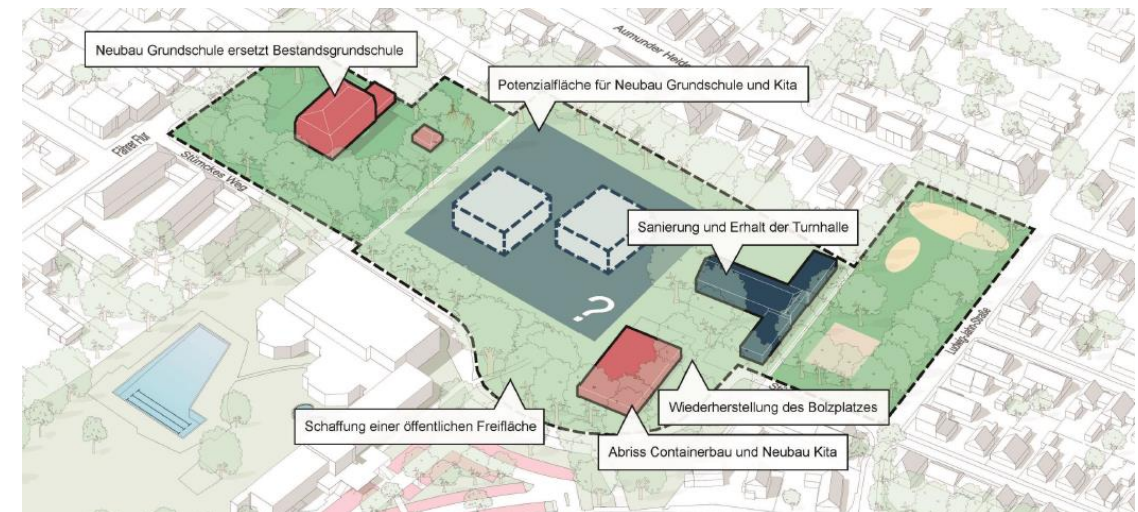 Aumunder Heide
Neubau Grundschule ersetzt Bestandsgrundschule
Potenzialfläche für Neubau Grundschule und Kita
Fährer Flur
Stümckes Weg
Sanierung und Erhalt der Turnhalle
?
Ludwig-Jahn-Straße
Wiederherstellung des Bolzplatzes
Schaffung einer öffentlichen Freifläche
Abriss Containerbau und Neubau Kita